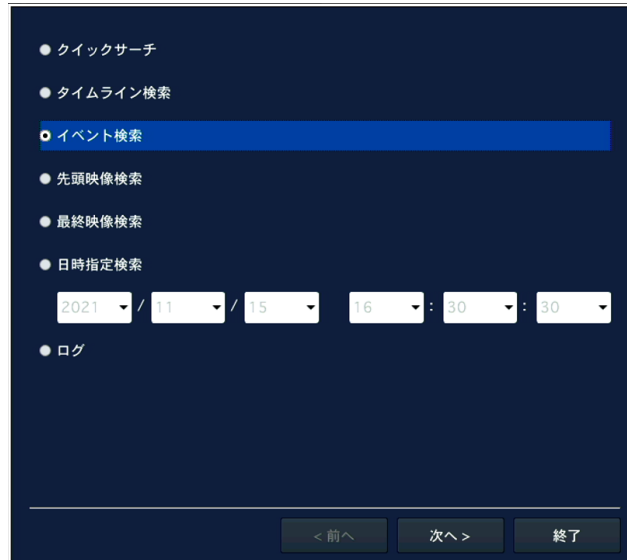 クイックサーチ
タイムライン検索
イベント検索
先頭映像検索
最終映像検索
日時指定検索
2021 / 11 / 15 16 : 30 : 30
ログ
< 前へ 次へ > 終了